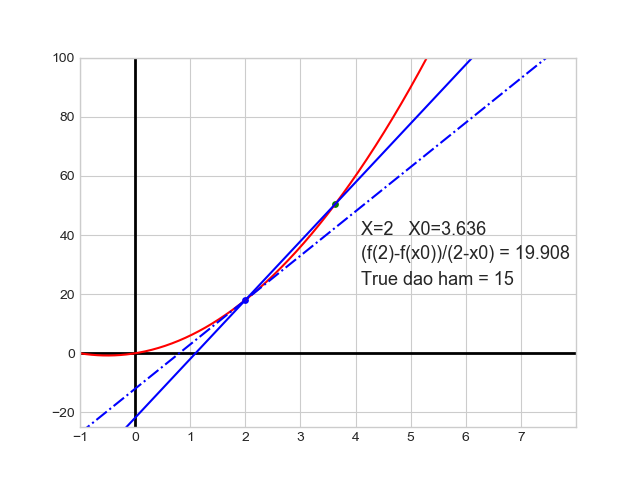 100
80
60
40
20
0
−20
X=2   X0=3.636
(f(2)-f(x0))/(2-x0) = 19.908
True dao ham = 15
−1 0 1 2 3 4 5 6 7